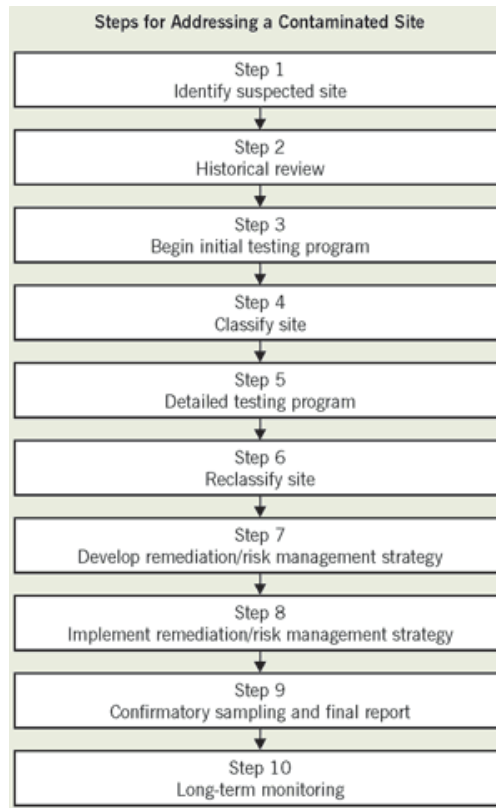 Steps for Addressing a Contaminated Site
Step 1
Identify suspected site
Step 2
Historical review
Step 3
Begin initial testing program
Step 4
Classify site
Step 5
Detailed testing program
Step 6
Reclassify site
Step 7
Develop remediation/risk management strategy
Step 8
Implement remediation/risk management strategy
Step 9
Confirmatory sampling and final report
Step 10
Long-term monitoring